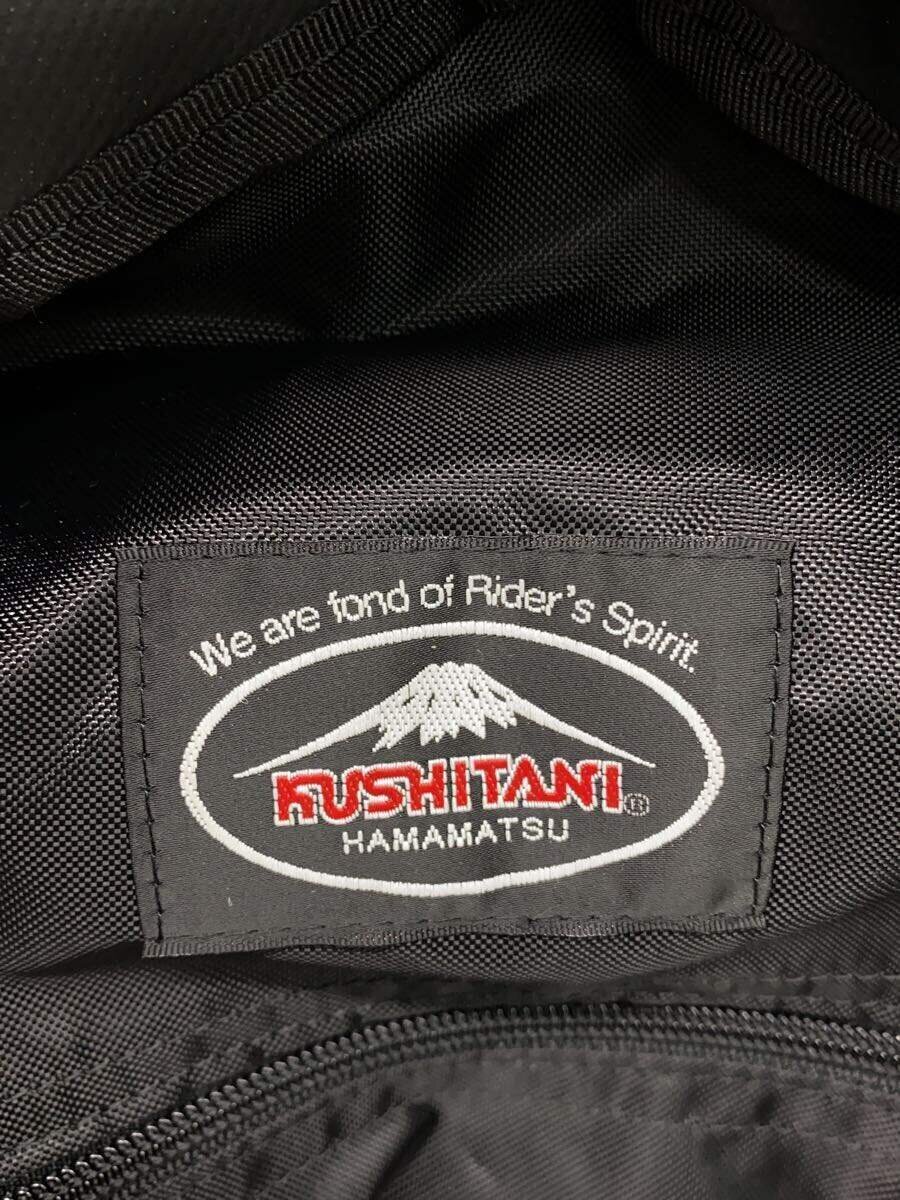 We are fond of Rider's Spirit.
KUSHITANI®
HAMAMATSU